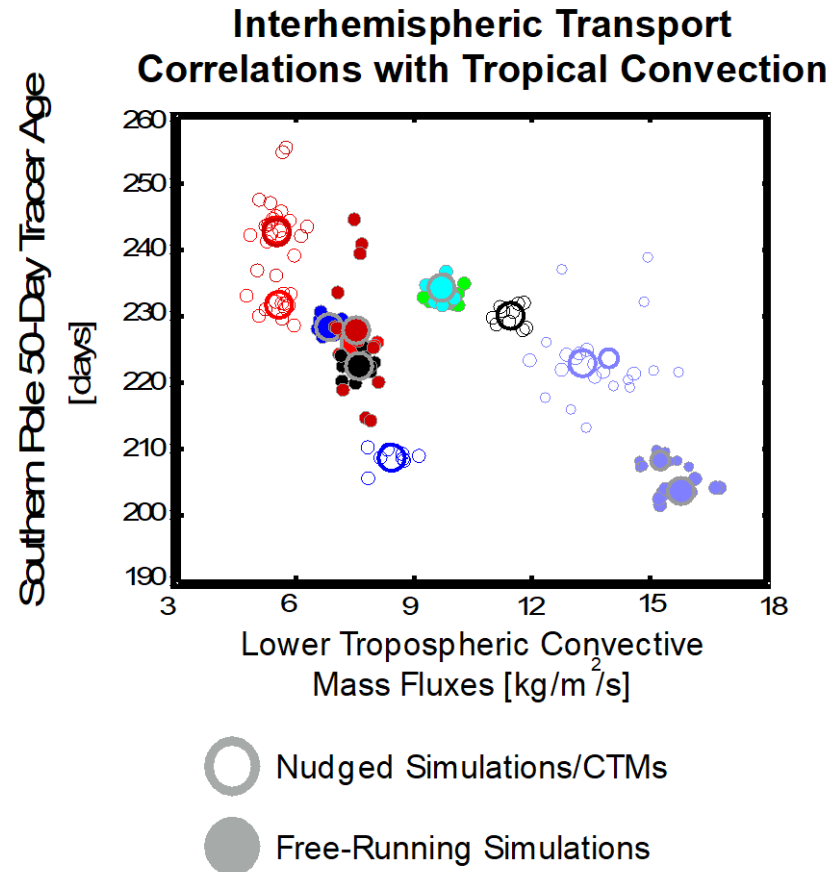 Interhemispheric Transport
Correlations with Tropical Convection
Southern Pole 50-Day Tracer Age
[days]
260
250
240
230
220
210
200
190
3 6 9 12 15 18
Lower Tropospheric Convective
Mass Fluxes [kg/m²/s]
Nudged Simulations/CTMs
Free-Running Simulations